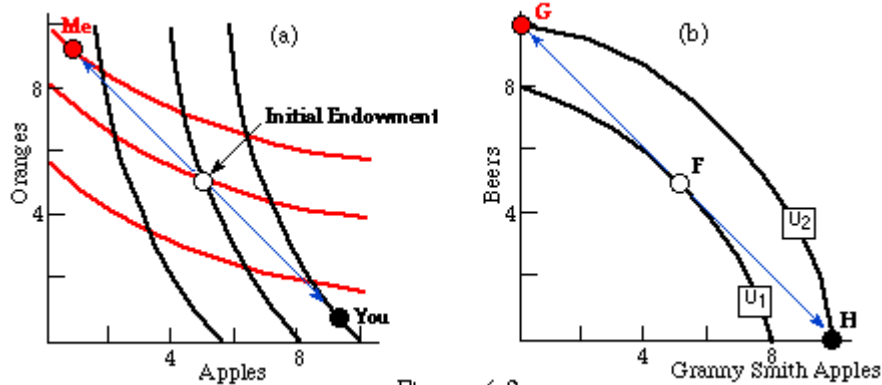 Me
(a)
Initial Endowment
Oranges
8
4
You
4
8
Apples
G
(b)
Beers
8
4
F
U2
U1
H
4
8
Granny Smith Apples